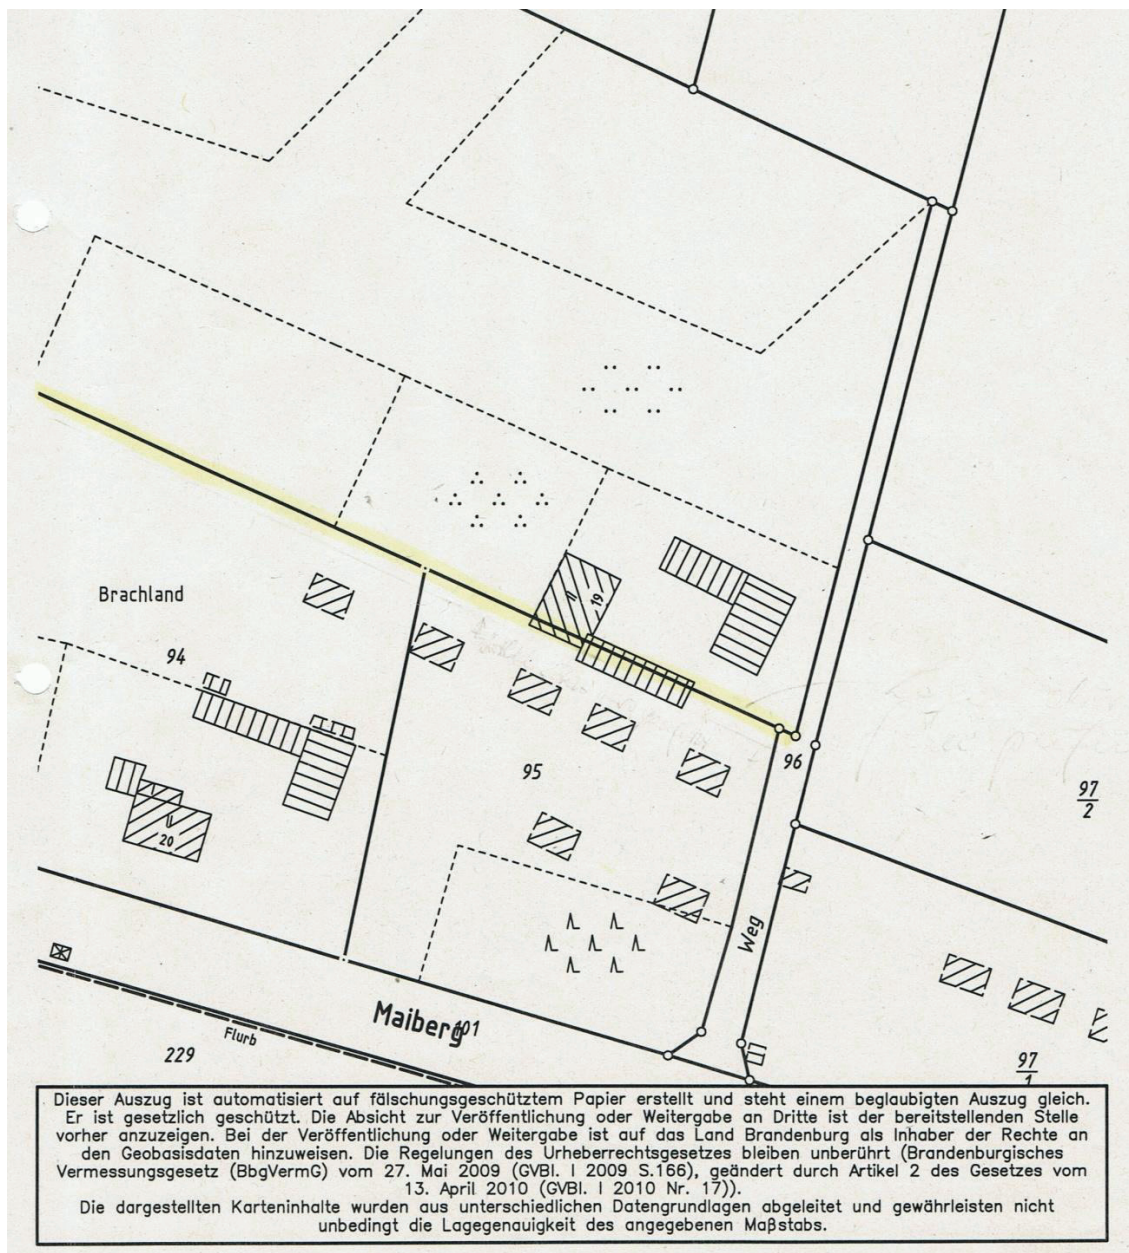 19
Brachland
94
95
96
97
2
20
Weg
Maiberg
101
Flurb
229
97
1
Dieser Auszug ist automatisiert auf fälschungsgeschütztem Papier erstellt und steht einem beglaubigten Auszug gleich.
Er ist gesetzlich geschützt. Die Absicht zur Veröffentlichung oder Weitergabe an Dritte ist der bereitstellenden Stelle
vorher anzuzeigen. Bei der Veröffentlichung oder Weitergabe ist auf das Land Brandenburg als Inhaber der Rechte an
den Geobasisdaten hinzuweisen. Die Regelungen des Urheberrechtsgesetzes bleiben unberührt (Brandenburgisches
Vermessungsgesetz (BbgVermG) vom 27. Mai 2009 (GVBl. I 2009 S.166), geändert durch Artikel 2 des Gesetzes vom
13. April 2010 (GVBl. I 2010 Nr. 17)).
Die dargestellten Karteninhalte wurden aus unterschiedlichen Datengrundlagen abgeleitet und gewährleisten nicht
unbedingt die Lagegenauigkeit des angegebenen Maßstabs.